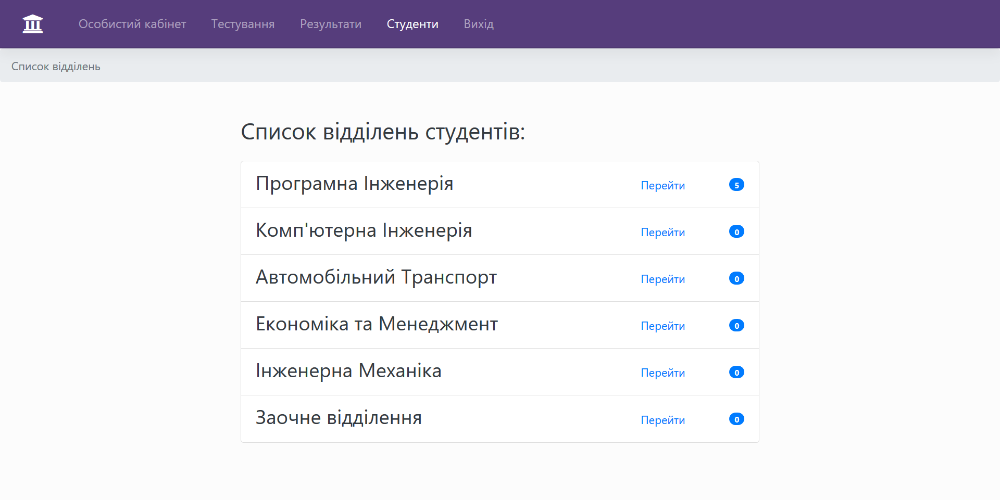 Особистий кабінет Тестування Результати Студенти Вихід
Список відділень
Список відділень студентів:
Програмна Інженерія Перейти 5
Комп'ютерна Інженерія Перейти 0
Автомобільний Транспорт Перейти 0
Економіка та Менеджмент Перейти 0
Інженерна Механіка Перейти 0
Заочне відділення Перейти 0